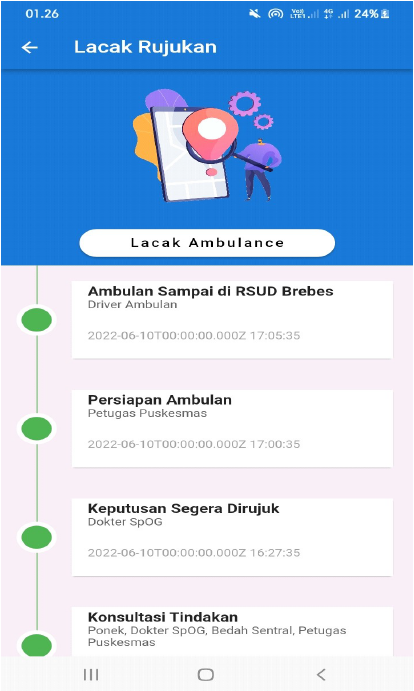 01.26 VoB LTE1 4G 24%
Lacak Rujukan
Lacak Ambulance
Ambulan Sampai di RSUD Brebes
Driver Ambulan
2022-06-10T00:00:00.000Z 17:05:35
Persiapan Ambulan
Petugas Puskesmas
2022-06-10T00:00:00.000Z 17:00:35
Keputusan Segera Dirujuk
Dokter SpOG
2022-06-10T00:00:00.000Z 16:27:35
Konsultasi Tindakan
Ponek, Dokter SpOG, Bedah Sentral, Petugas
Puskesmas